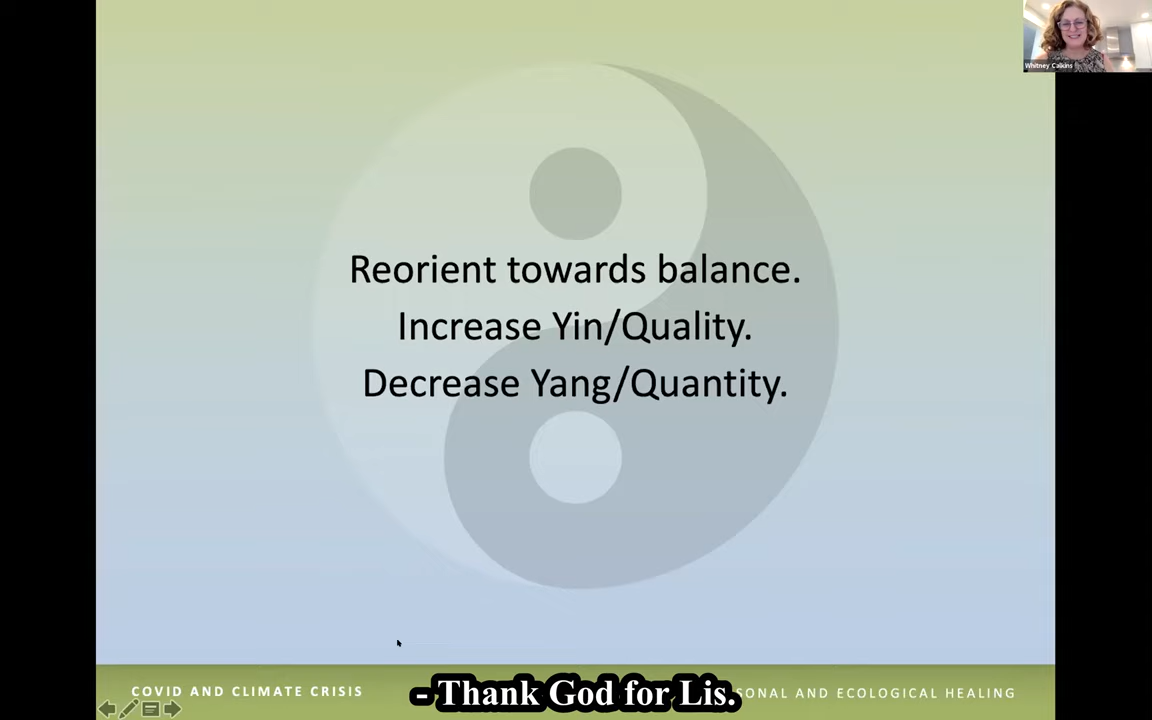 Whitney Calkins
Reorient towards balance.
Increase Yin/Quality.
Decrease Yang/Quantity.
COVID AND CLIMATE CRISIS
- Thank God for Lis.
SONAL AND ECOLOGICAL HEALING